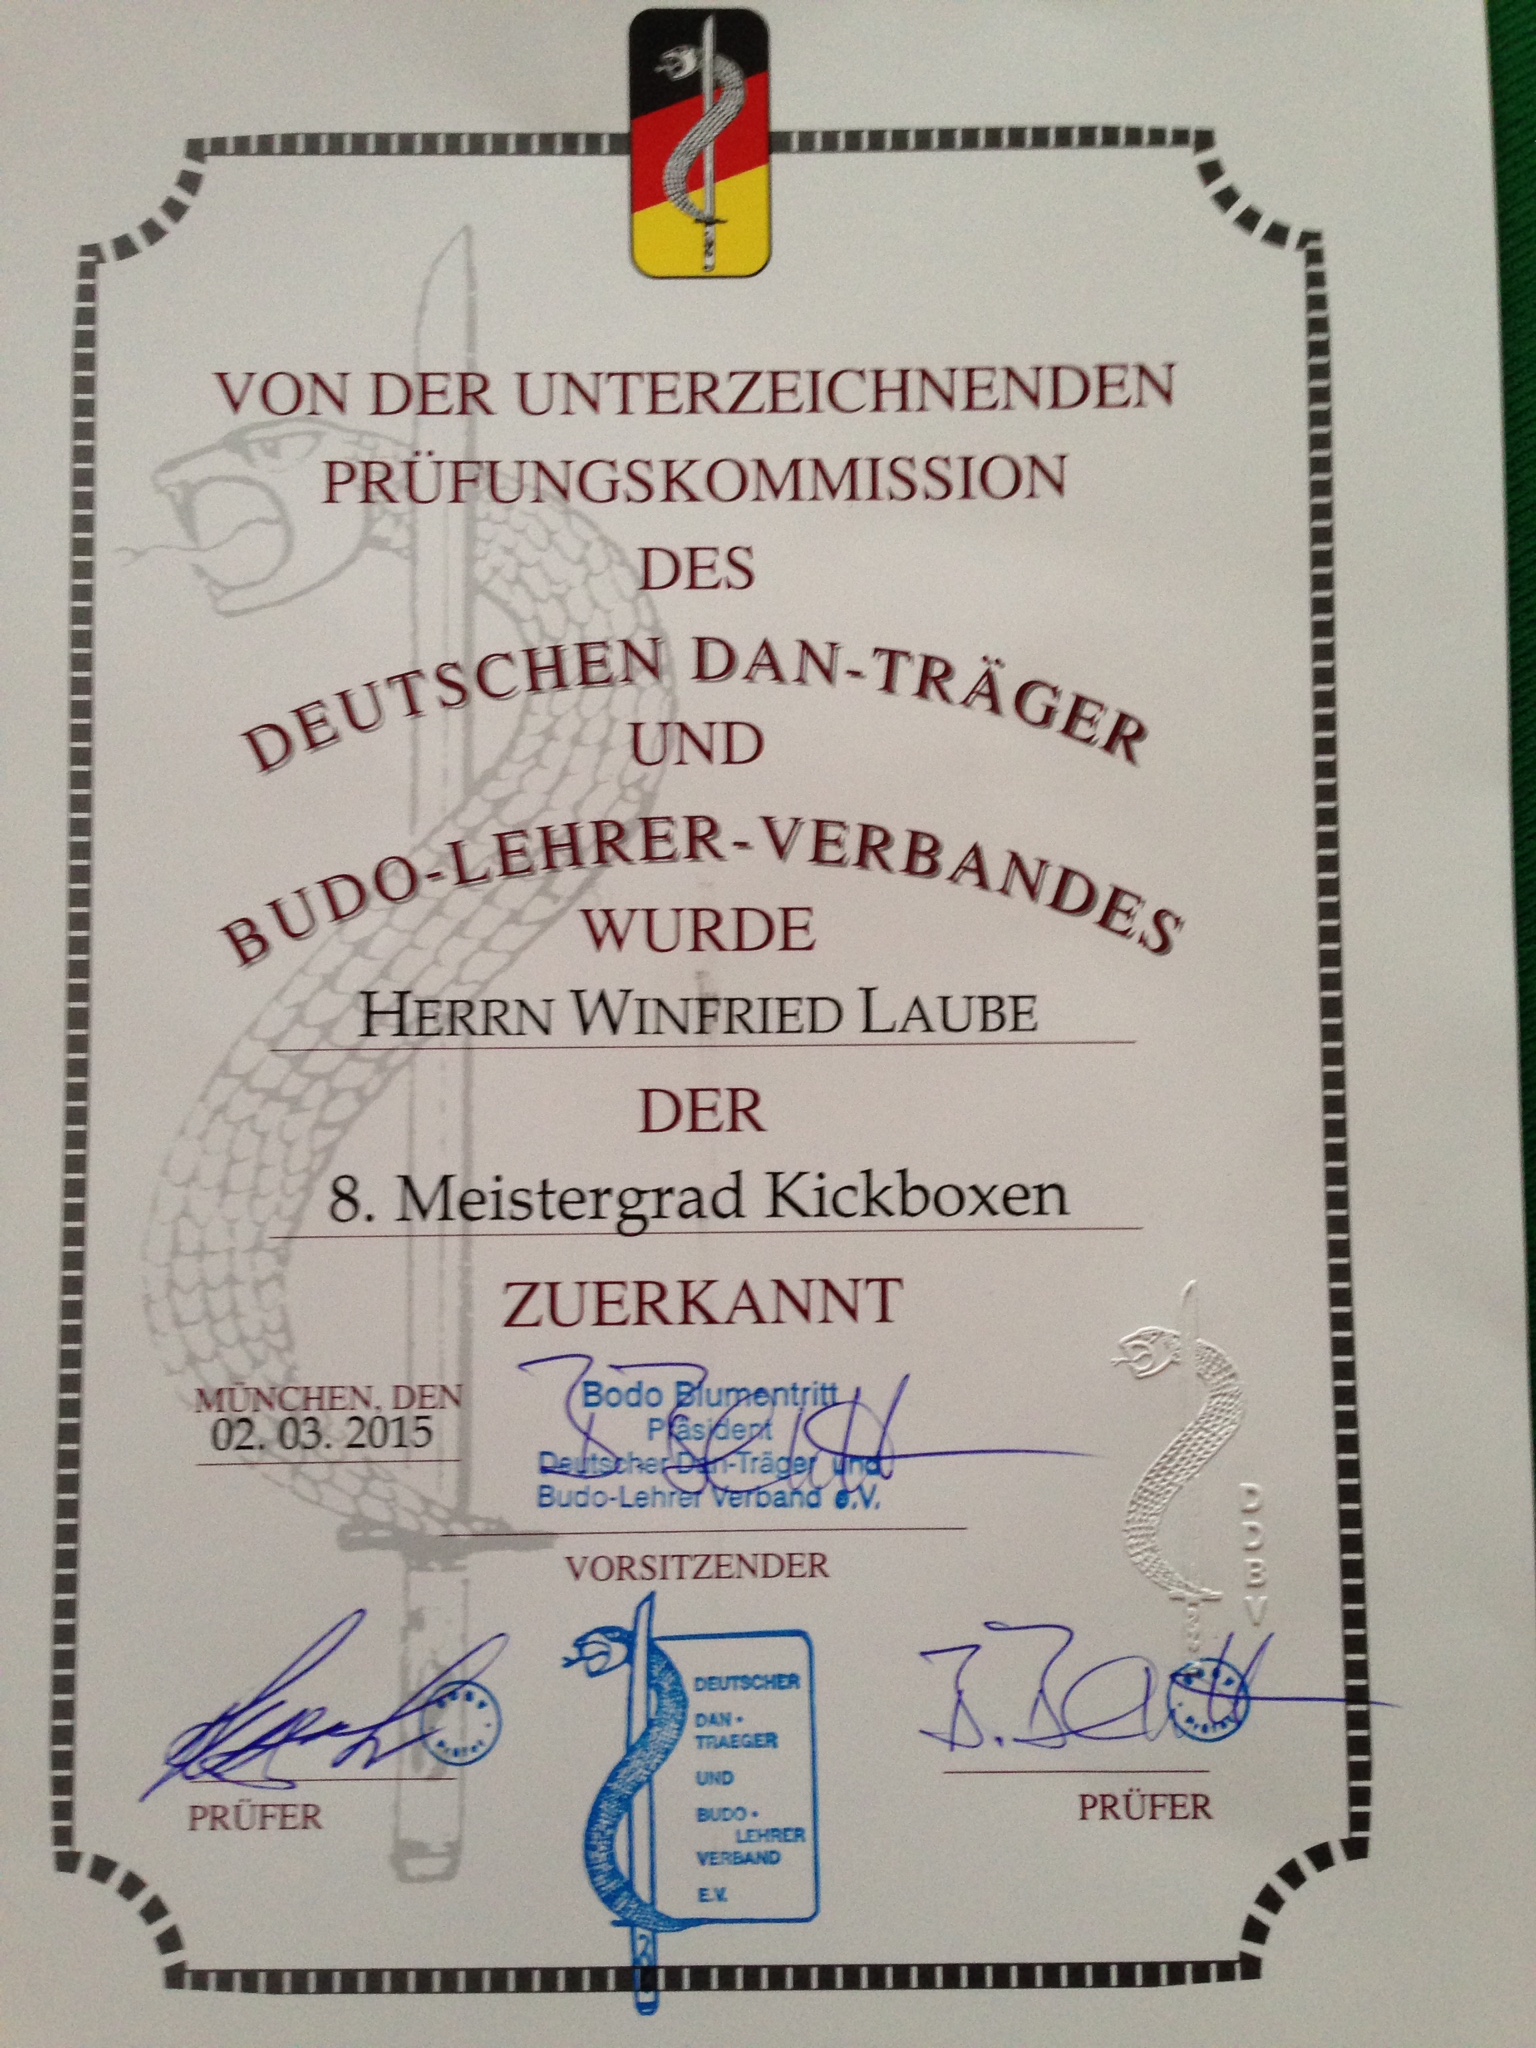 VON DER UNTERZEICHNENDEN
PRÜFUNGSKOMMISSION
DES
DEUTSCHEN DAN-TRÄGER
UND
BUDO-LEHRER-VERBANDES
WURDE
HERRN WINFRIED LAUBE
DER
8. Meistergrad Kickboxen
ZUERKANNT
MÜNCHEN, DEN
02. 03. 2015
Bodo Blumentritt
Präsident
Deutscher Dan-Träger und
Budo-Lehrer Verband e.V.
VORSITZENDER
DDBV
DEUTSCHER
DAN-
TRAEGER
UND
BUDO-
LEHRER
VERBAND
E.V.
PRÜFER
PRÜFER